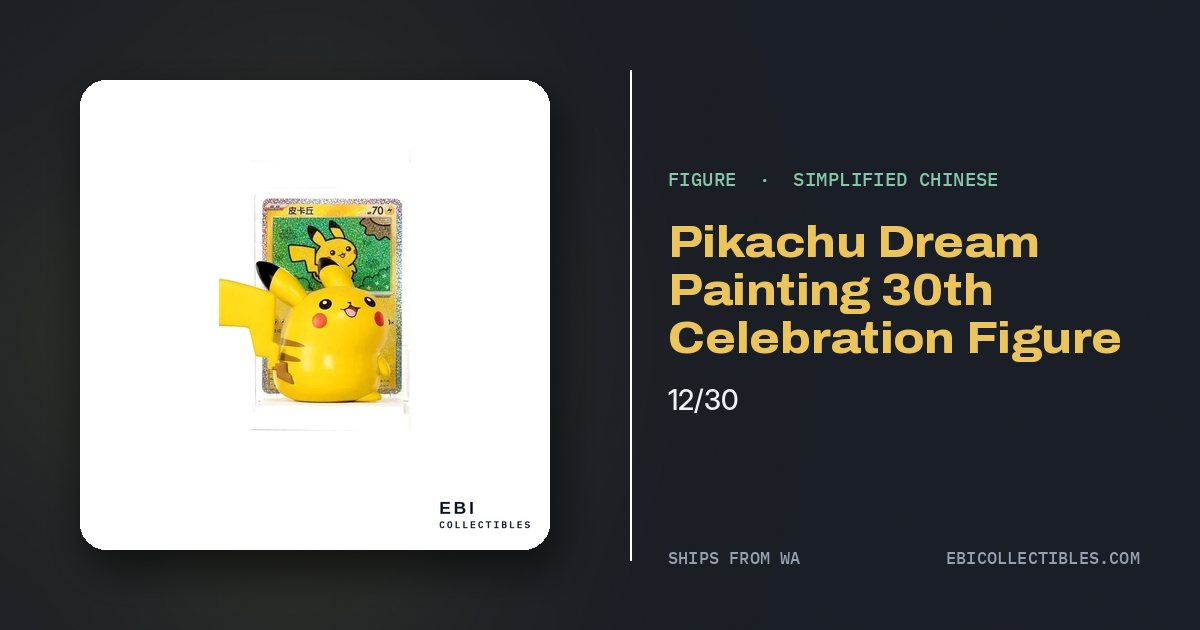 皮卡丘 HP70
EBI
COLLECTIBLES
FIGURE · SIMPLIFIED CHINESE
Pikachu Dream
Painting 30th
Celebration Figure
12/30
SHIPS FROM WA
EBICOLLECTIBLES.COM